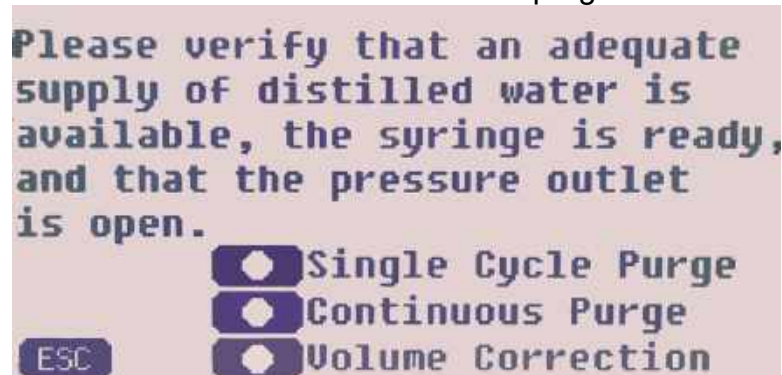 Please verify that an adequate
supply of distilled water is
available, the syringe is ready,
and that the pressure outlet
is open.
Single Cycle Purge
Continuous Purge
ESC Volume Correction